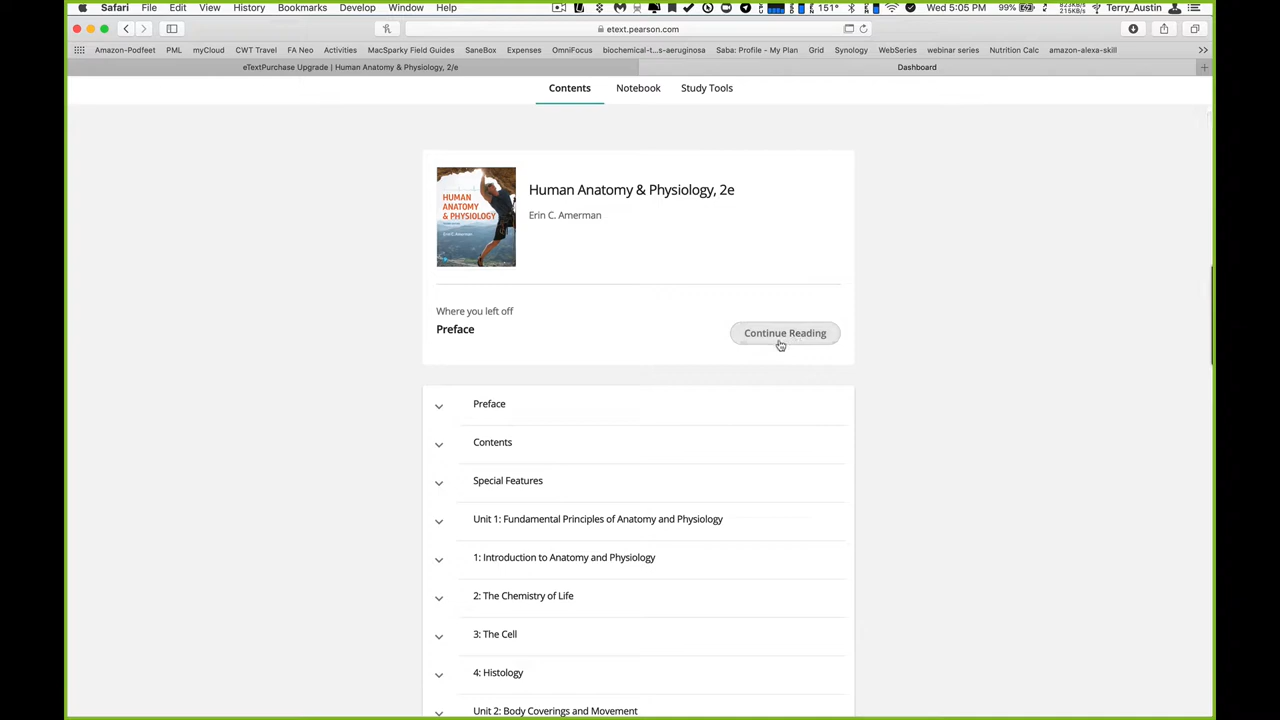 Safari File Edit View History Bookmarks Develop Window Help 151° 823KB/s 215KB/s Wed 5:05 PM 99% Terry_Austin
etext.pearson.com
Amazon-Podfeet PML myCloud CWT Travel FA Neo Activities MacSparky Field Guides SaneBox Expenses OmniFocus biochemical-t...s-aeruginosa Saba: Profile - My Plan Grid Synology WebSeries webinar series Nutrition Calc amazon-alexa-skill
eTextPurchase Upgrade | Human Anatomy & Physiology, 2/e Dashboard
Contents Notebook Study Tools
HUMAN
ANATOMY
& PHYSIOLOGY
Human Anatomy & Physiology, 2e
Erin C. Amerman
Where you left off
Preface
Continue Reading
Preface
Contents
Special Features
Unit 1: Fundamental Principles of Anatomy and Physiology
1: Introduction to Anatomy and Physiology
2: The Chemistry of Life
3: The Cell
4: Histology
Unit 2: Body Coverings and Movement